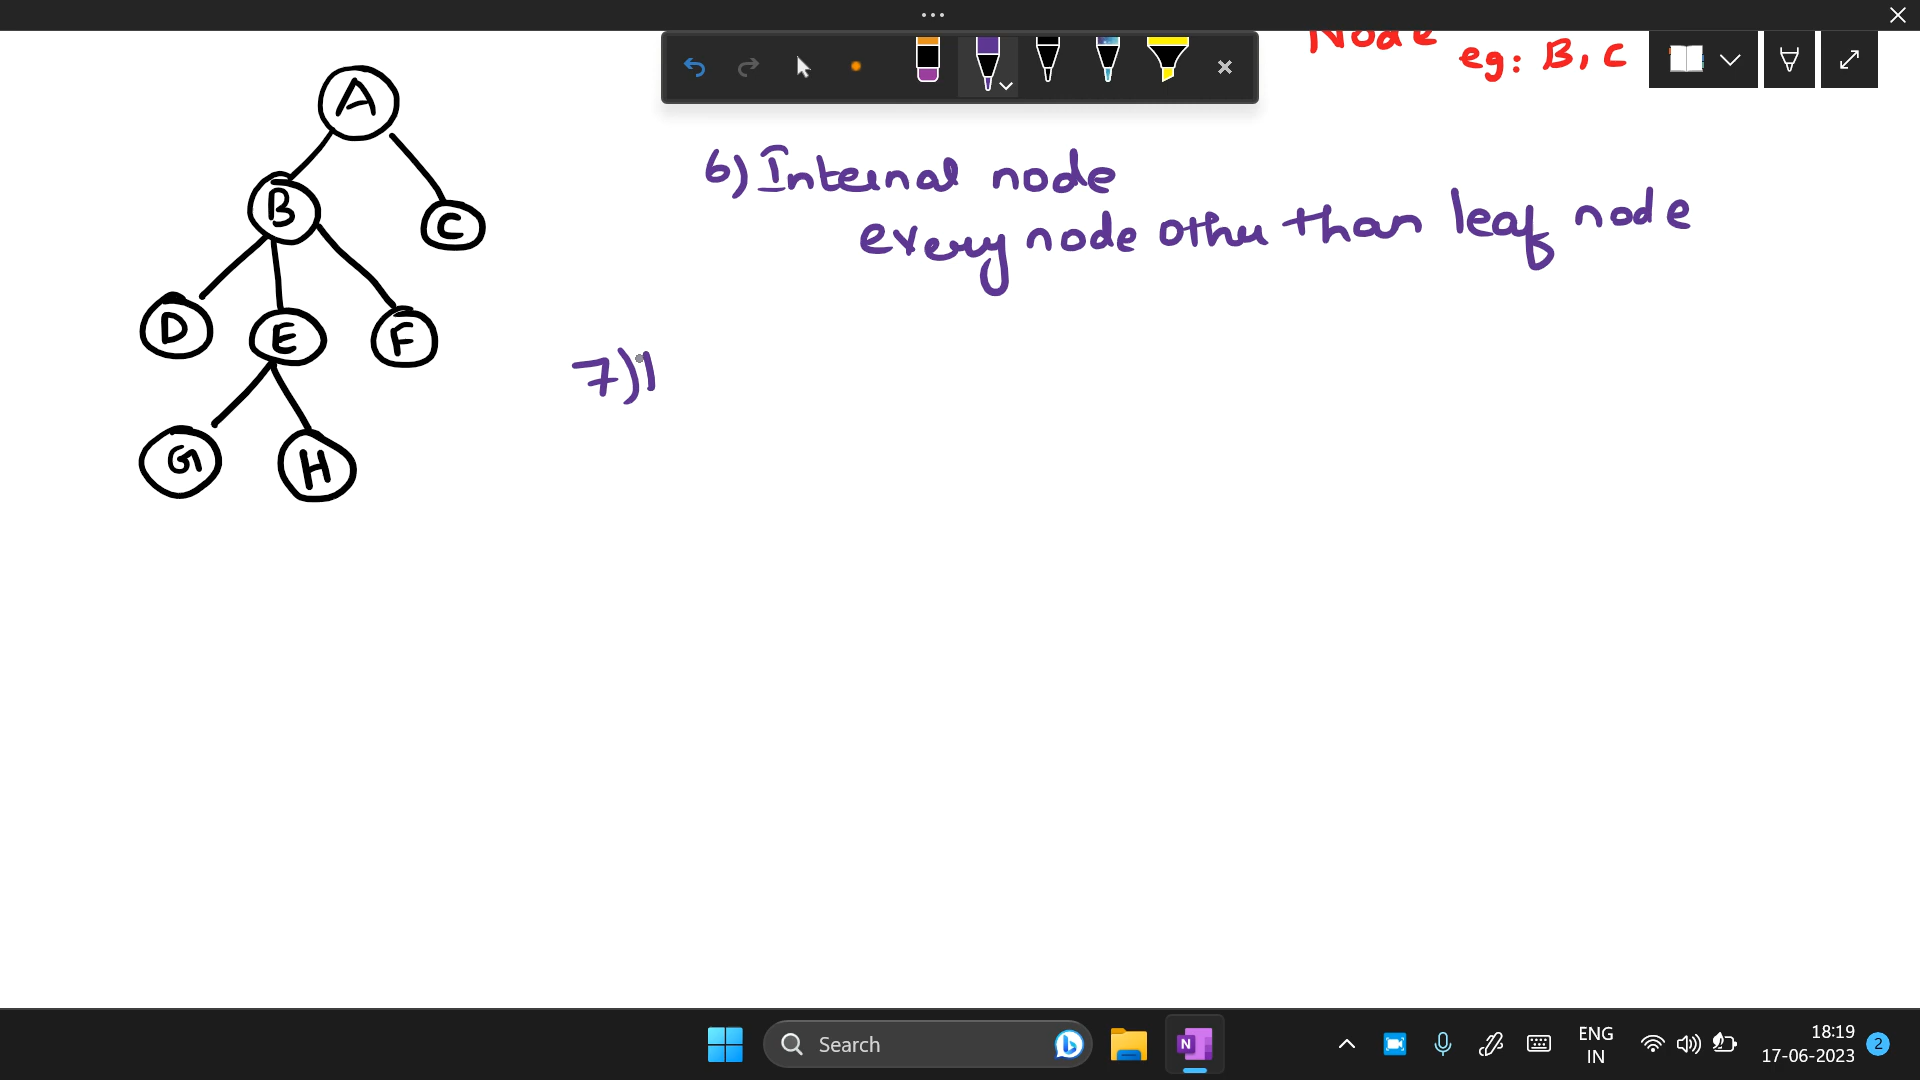 Node
eg: B, C
A
6) Internal node
B
C
every node other than leaf node
D
E
F
7)
G
H
N
Search
ENG
IN
18:19
17-06-2023
2